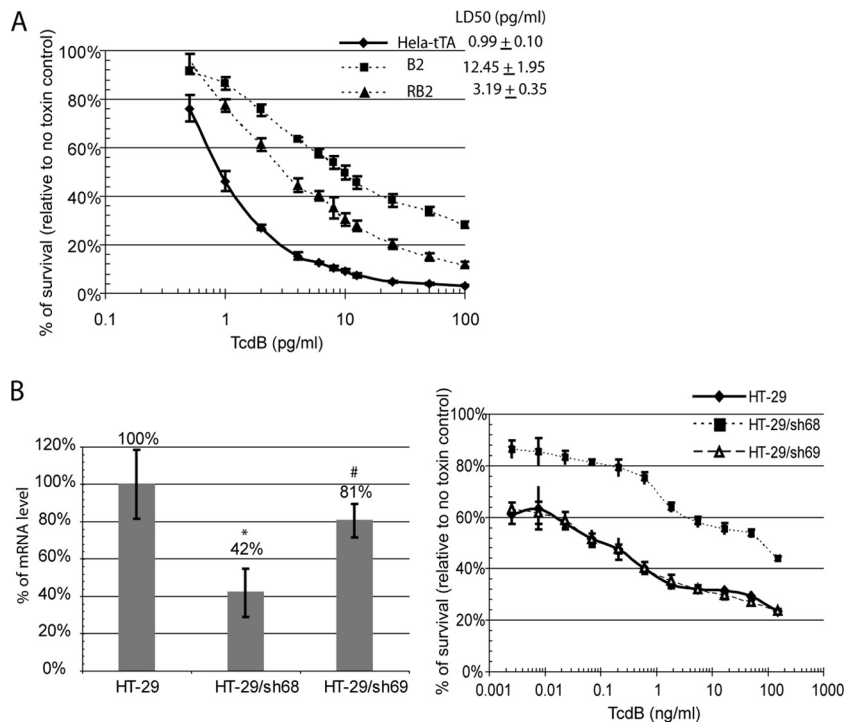 A
LD50 (pg/ml)
Hela-tTA 0.99 ± 0.10
B2 12.45 ± 1.95
RB2 3.19 ± 0.35
% of survival (relative to no toxin control)
100%
80%
60%
40%
20%
0%
0.1 1 10 100
TcdB (pg/ml)
B
% of mRNA level
120%
100%
80%
60%
40%
20%
0%
100%
*
42%
#
81%
HT-29 HT-29/sh68 HT-29/sh69
HT-29
HT-29/sh68
HT-29/sh69
% of survival (relative to no toxin control)
100%
80%
60%
40%
20%
0%
0.001 0.01 0.1 1 10 100 1000
TcdB (ng/ml)